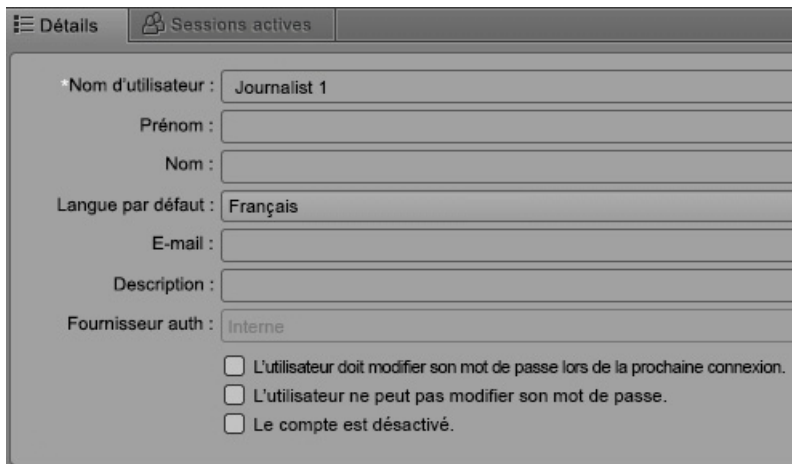 Détails Sessions actives
*Nom d'utilisateur : Journalist 1
Prénom :
Nom :
Langue par défaut : Français
E-mail :
Description :
Fournisseur auth : Interne
L'utilisateur doit modifier son mot de passe lors de la prochaine connexion.
L'utilisateur ne peut pas modifier son mot de passe.
Le compte est désactivé.